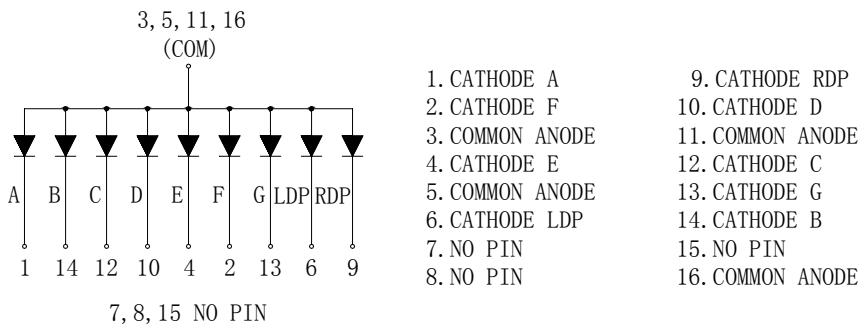 3, 5, 11, 16
(COM)
A B C D E F G LDP RDP
1 14 12 10 4 2 13 6 9
7, 8, 15 NO PIN
1. CATHODE A
2. CATHODE F
3. COMMON ANODE
4. CATHODE E
5. COMMON ANODE
6. CATHODE LDP
7. NO PIN
8. NO PIN
9. CATHODE RDP
10. CATHODE D
11. COMMON ANODE
12. CATHODE C
13. CATHODE G
14. CATHODE B
15. NO PIN
16. COMMON ANODE